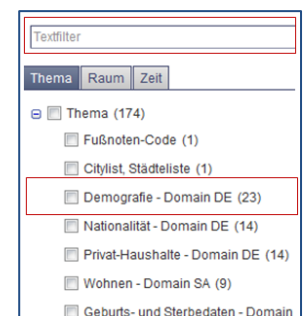 Textfilter
Thema Raum Zeit
Thema (174)
Fußnoten-Code (1)
Citylist, Städteliste (1)
Demografie - Domain DE (23)
Nationalität - Domain DE (14)
Privat-Haushalte - Domain DE (14)
Wohnen - Domain SA (9)
Geburts- und Sterbedaten - Domain